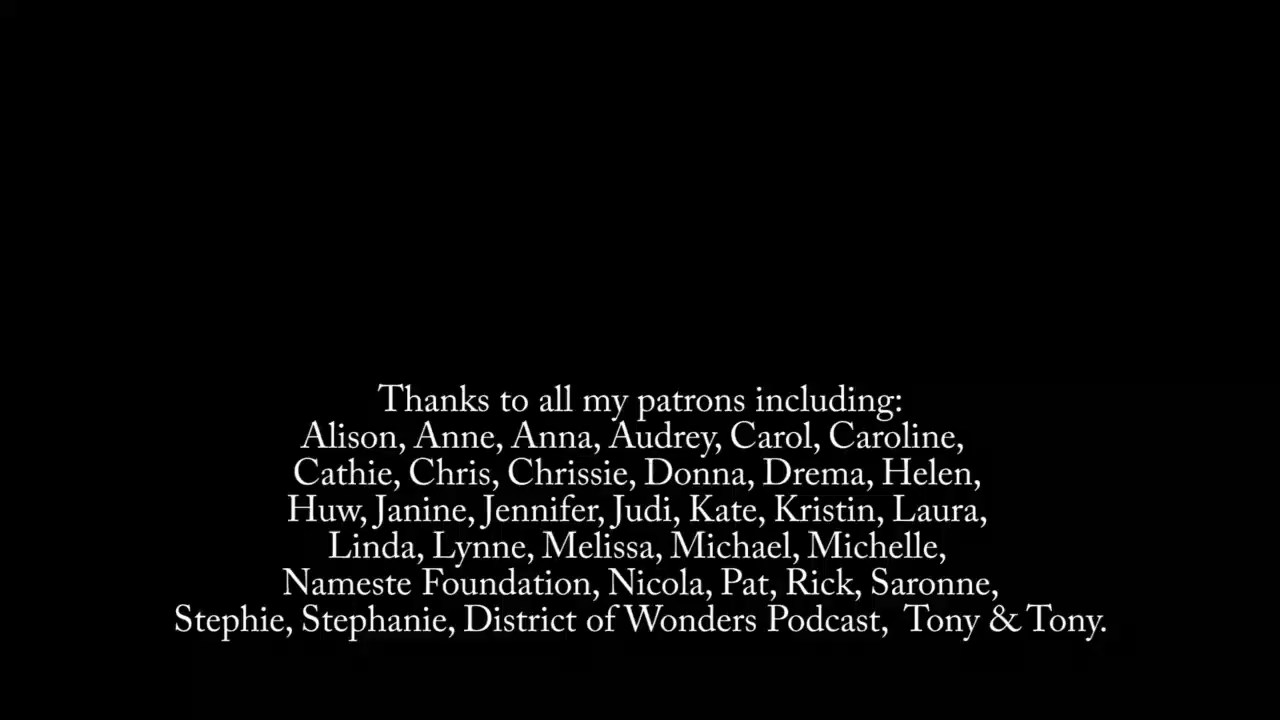 Thanks to all my patrons including:
Alison, Anne, Anna, Audrey, Carol, Caroline,
Cathie, Chris, Chrissie, Donna, Drema, Helen,
Huw, Janine, Jennifer, Judi, Kate, Kristin, Laura,
Linda, Lynne, Melissa, Michael, Michelle,
Nameste Foundation, Nicola, Pat, Rick, Saronne,
Stephie, Stephanie, District of Wonders Podcast,  Tony & Tony.